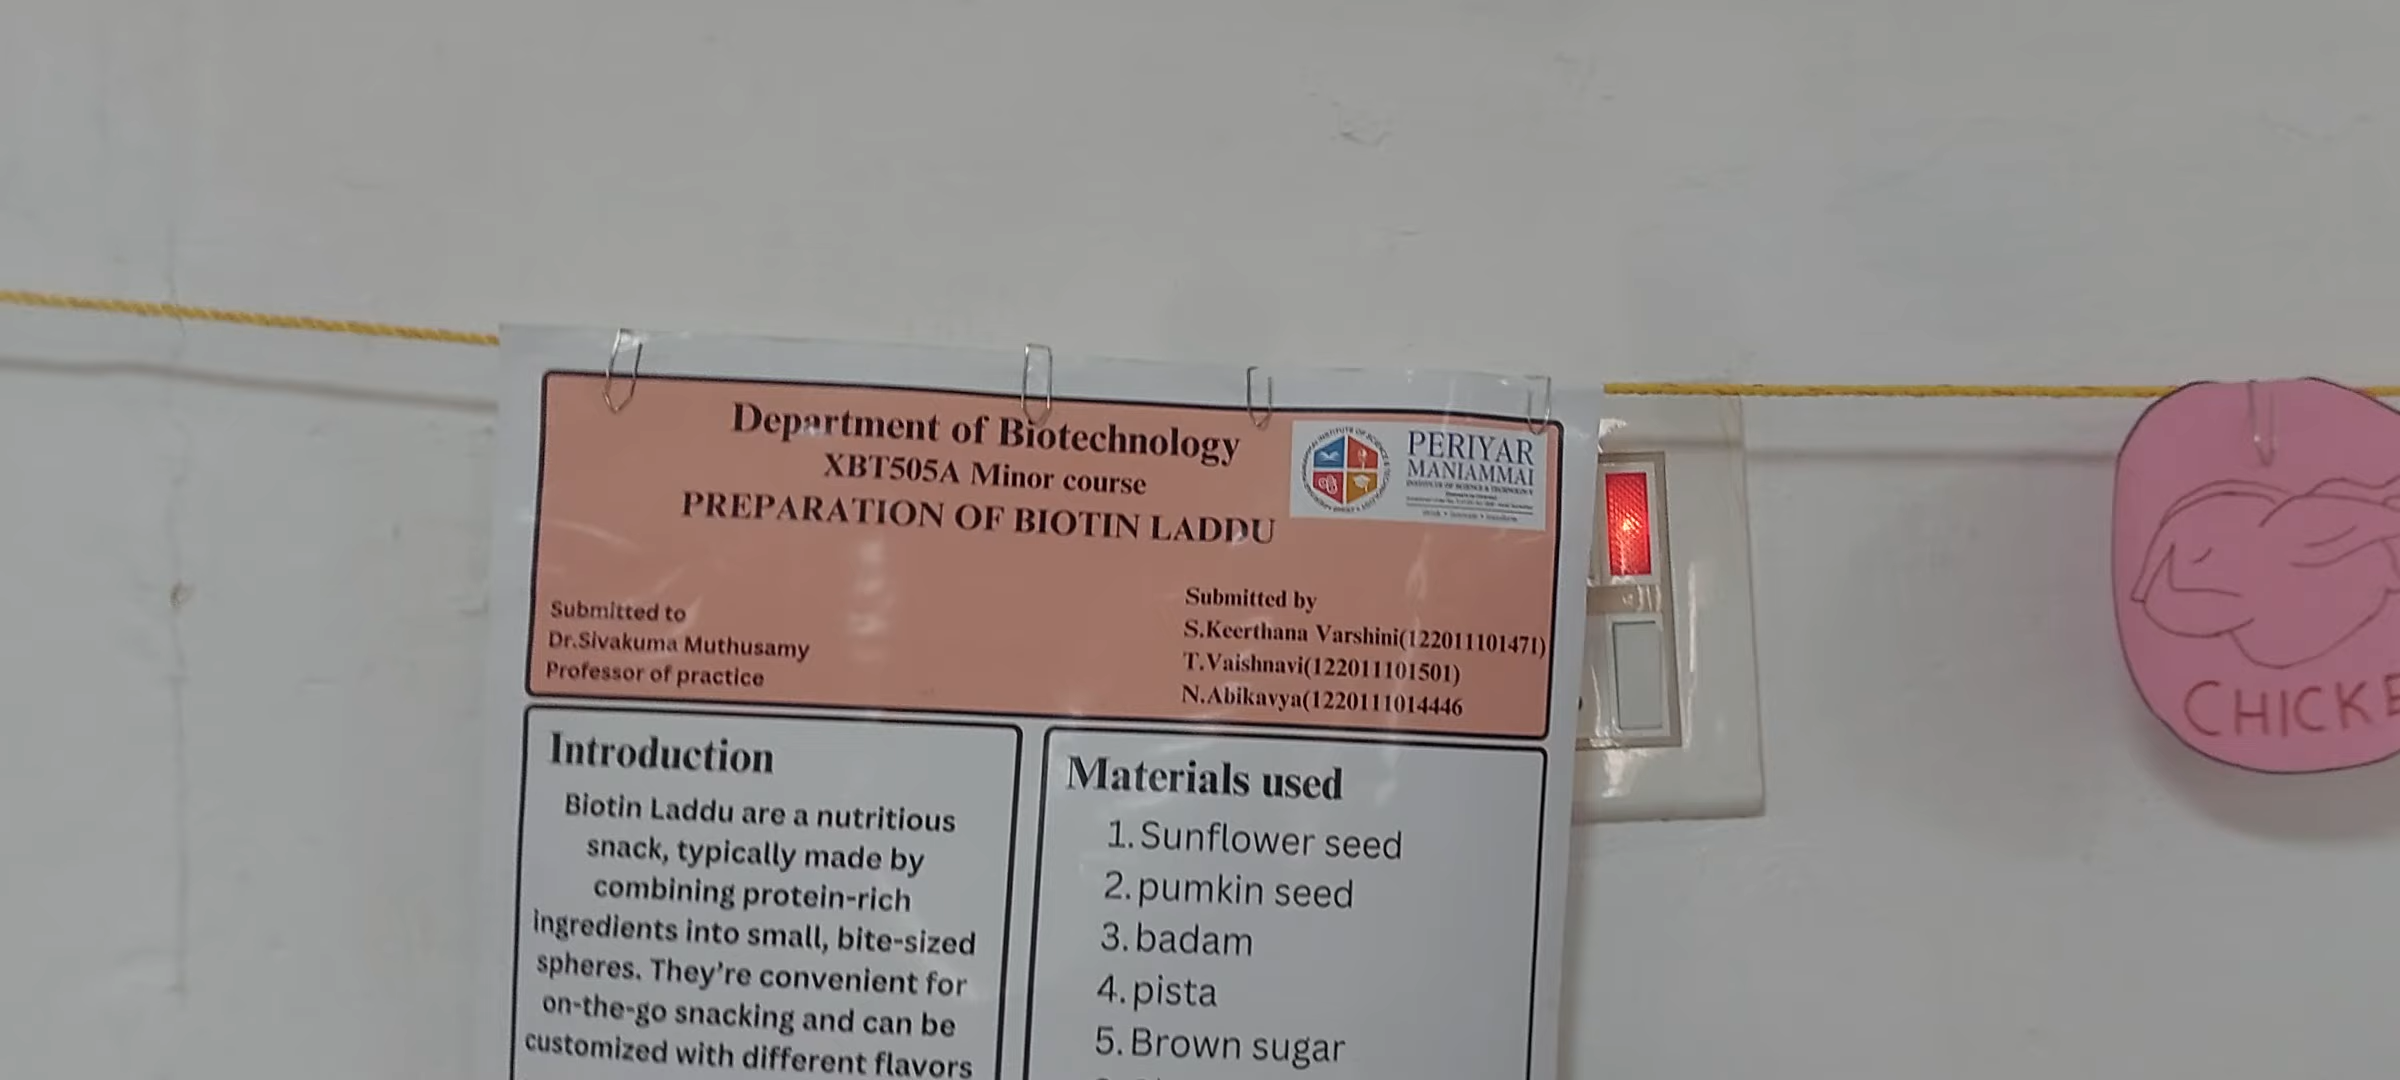 Department of Biotechnology
XBT505A Minor course
PREPARATION OF BIOTIN LADDU
PERIYAR
MANIAMMAI
INSTITUTE OF SCIENCE & TECHNOLOGY
Submitted to
Dr.Sivakuma Muthusamy
Professor of practice
Submitted by
S.Keerthana Varshini(122011101471)
T.Vaishnavi(122011101501)
N.Abikavya(1220111014446
Introduction
Biotin Laddu are a nutritious
snack, typically made by
combining protein-rich
ingredients into small, bite-sized
spheres. They're convenient for
on-the-go snacking and can be
customized with different flavors
Materials used
1.Sunflower seed
2.pumkin seed
3.badam
4.pista
5.Brown sugar
CHICKE